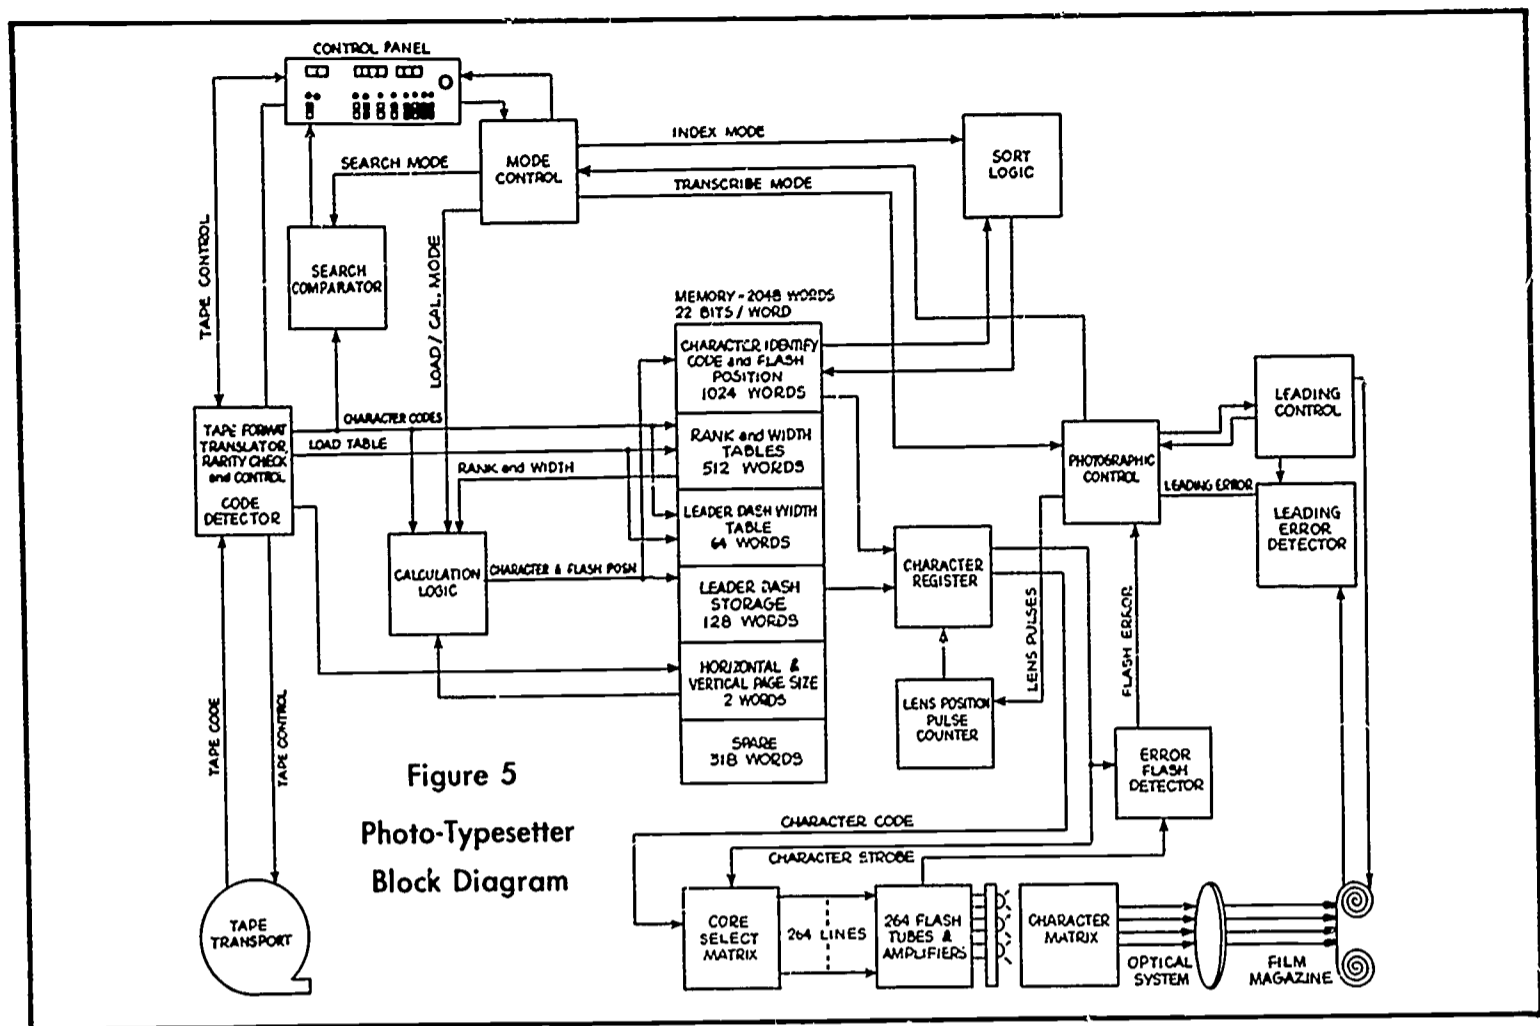 CONTROL PANEL
MODE
CONTROL
INDEX MODE
SORT
LOGIC
SEARCH MODE
TRANSCRIBE MODE
TAPE CONTROL
SEARCH
COMPARATOR
LOAD / CAL. MODE
MEMORY - 2048 WORDS
22 BITS / WORD
CHARACTER IDENTIFY
CODE and FLASH
POSITION
1024 WORDS
RANK and WIDTH
TABLES
512 WORDS
LEADER DASH WIDTH
TABLE
64 WORDS
LEADER DASH
STORAGE
128 WORDS
HORIZONTAL &
VERTICAL PAGE SIZE
2 WORDS
SPARE
318 WORDS
TAPE FORMAT
TRANSLATOR,
RARITY CHECK
and CONTROL
CODE
DETECTOR
CHARACTER CODES
LOAD TABLE
RANK and WIDTH
CALCULATION
LOGIC
CHARACTER & FLASH POSN
LEADING
CONTROL
PHOTOGRAPHIC
CONTROL
LEADING ERROR
LEADING
ERROR
DETECTOR
CHARACTER
REGISTER
LENS PULSES
FLASH ERROR
LENS POSITION
PULSE
COUNTER
ERROR
FLASH
DETECTOR
TAPE CODE
TAPE CONTROL
Figure 5
Photo-Typesetter
Block Diagram
CHARACTER CODE
CHARACTER STROBE
TAPE
TRANSPORT
CORE
SELECT
MATRIX
264 LINES
264 FLASH
TUBES &
AMPLIFIERS
CHARACTER
MATRIX
OPTICAL
SYSTEM
FILM
MAGAZINE